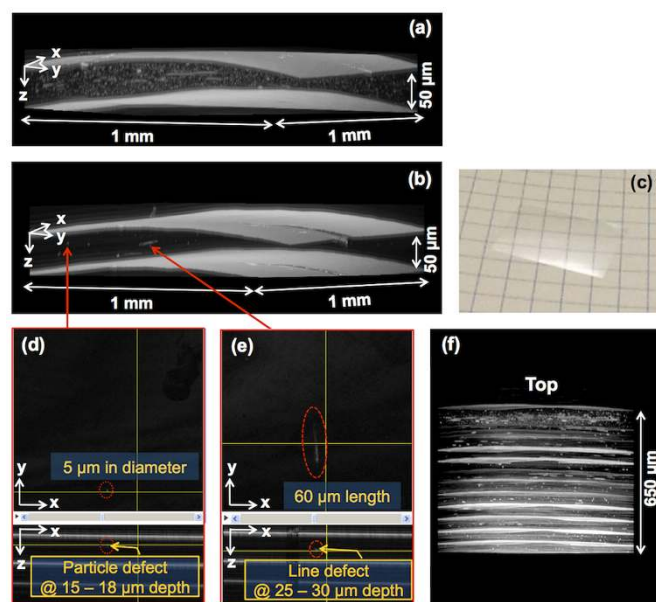 (a)
x
y
z
50 µm
1 mm
1 mm
(b)
x
y
z
50 µm
1 mm
1 mm
(c)
(d)
5 µm in diameter
y
x
z
Particle defect
@ 15 – 18 µm depth
(e)
60 µm length
y
x
z
Line defect
@ 25 – 30 µm depth
(f)
Top
650 µm